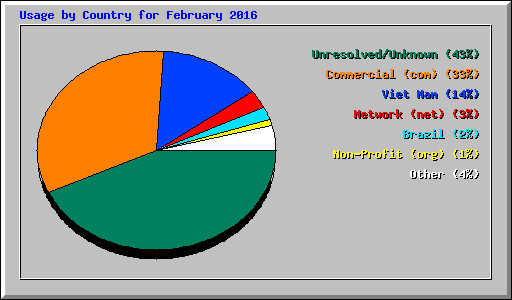 Usage by Country for February 2016
Unresolved/Unknown (43%)
Commercial (com) (33%)
Viet Nam (14%)
Network (net) (3%)
Brazil (2%)
Non-Profit (org) (1%)
Other (4%)